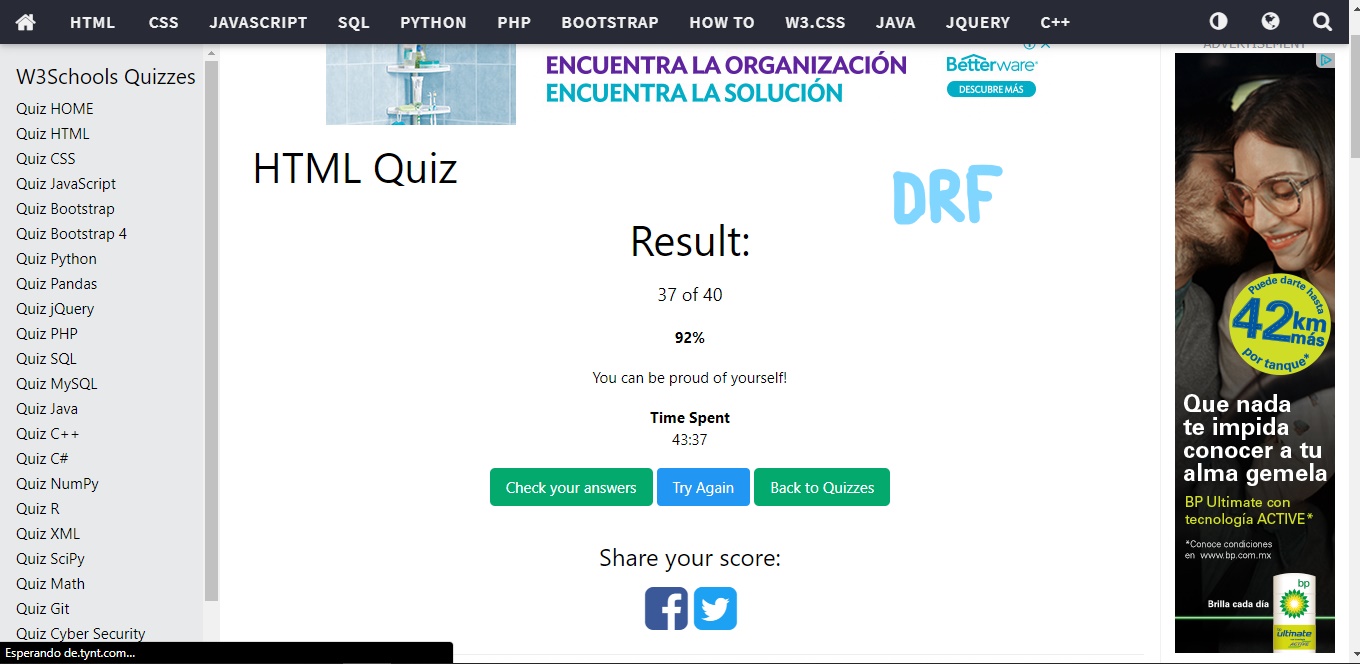 HTML CSS JAVASCRIPT SQL PYTHON PHP BOOTSTRAP HOW TO W3.CSS JAVA JQUERY C++
W3Schools Quizzes
Quiz HOME
Quiz HTML
Quiz CSS
Quiz JavaScript
Quiz Bootstrap
Quiz Bootstrap 4
Quiz Python
Quiz Pandas
Quiz jQuery
Quiz PHP
Quiz SQL
Quiz MySQL
Quiz Java
Quiz C++
Quiz C#
Quiz NumPy
Quiz R
Quiz XML
Quiz SciPy
Quiz Math
Quiz Git
Quiz Cyber Security
Esperando de.tynt.com...
ENCUENTRA LA ORGANIZACIÓN
ENCUENTRA LA SOLUCIÓN
Betterware
DESCUBRE MÁS
HTML Quiz
DRF
Result:
37 of 40
92%
You can be proud of yourself!
Time Spent
43:37
Check your answers Try Again Back to Quizzes
Share your score:
ADVERTISEMENT
Puede darte hasta
42km
más
por tanque*
Que nada
te impida
conocer a tu
alma gemela
BP Ultimate con
tecnología ACTIVE*
*Conoce condiciones
en www.bp.com.mx
bp
Brilla cada día
ultimate